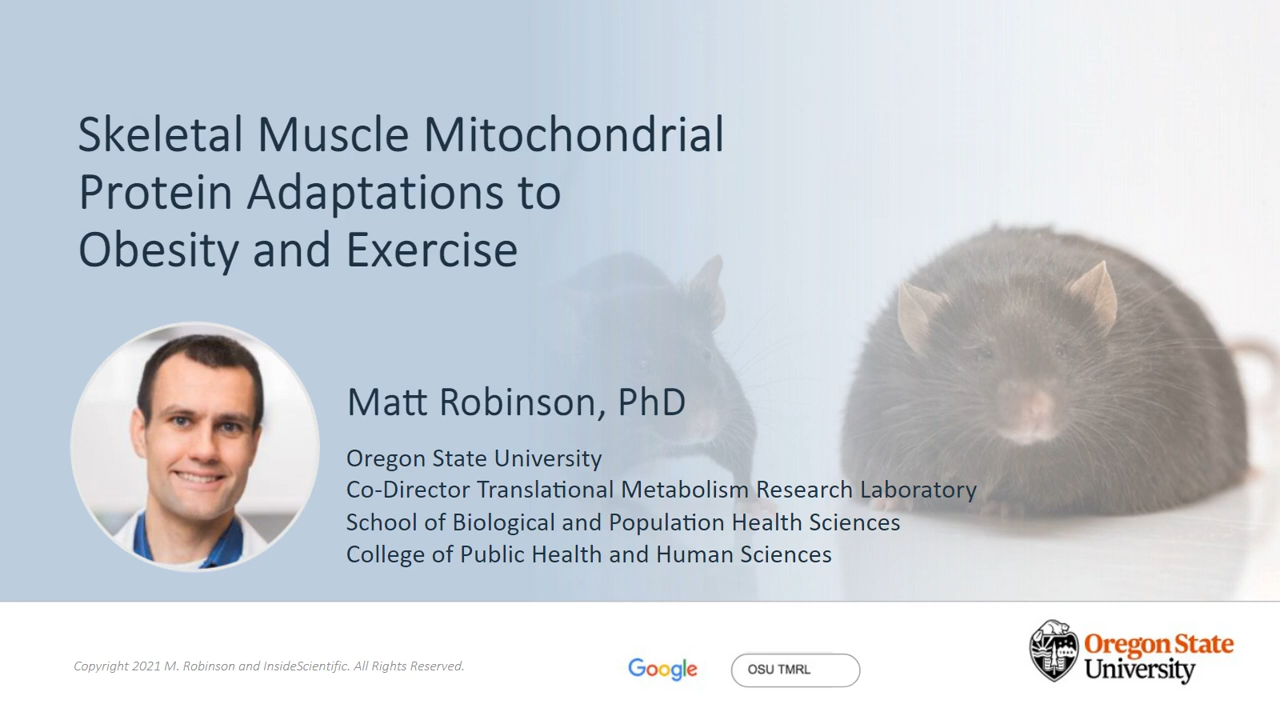 Skeletal Muscle Mitochondrial
Protein Adaptations to
Obesity and Exercise
Matt Robinson, PhD
Oregon State University
Co-Director Translational Metabolism Research Laboratory
School of Biological and Population Health Sciences
College of Public Health and Human Sciences
Copyright 2021 M. Robinson and InsideScientific. All Rights Reserved.
Google
OSU TMRL
Oregon State
University